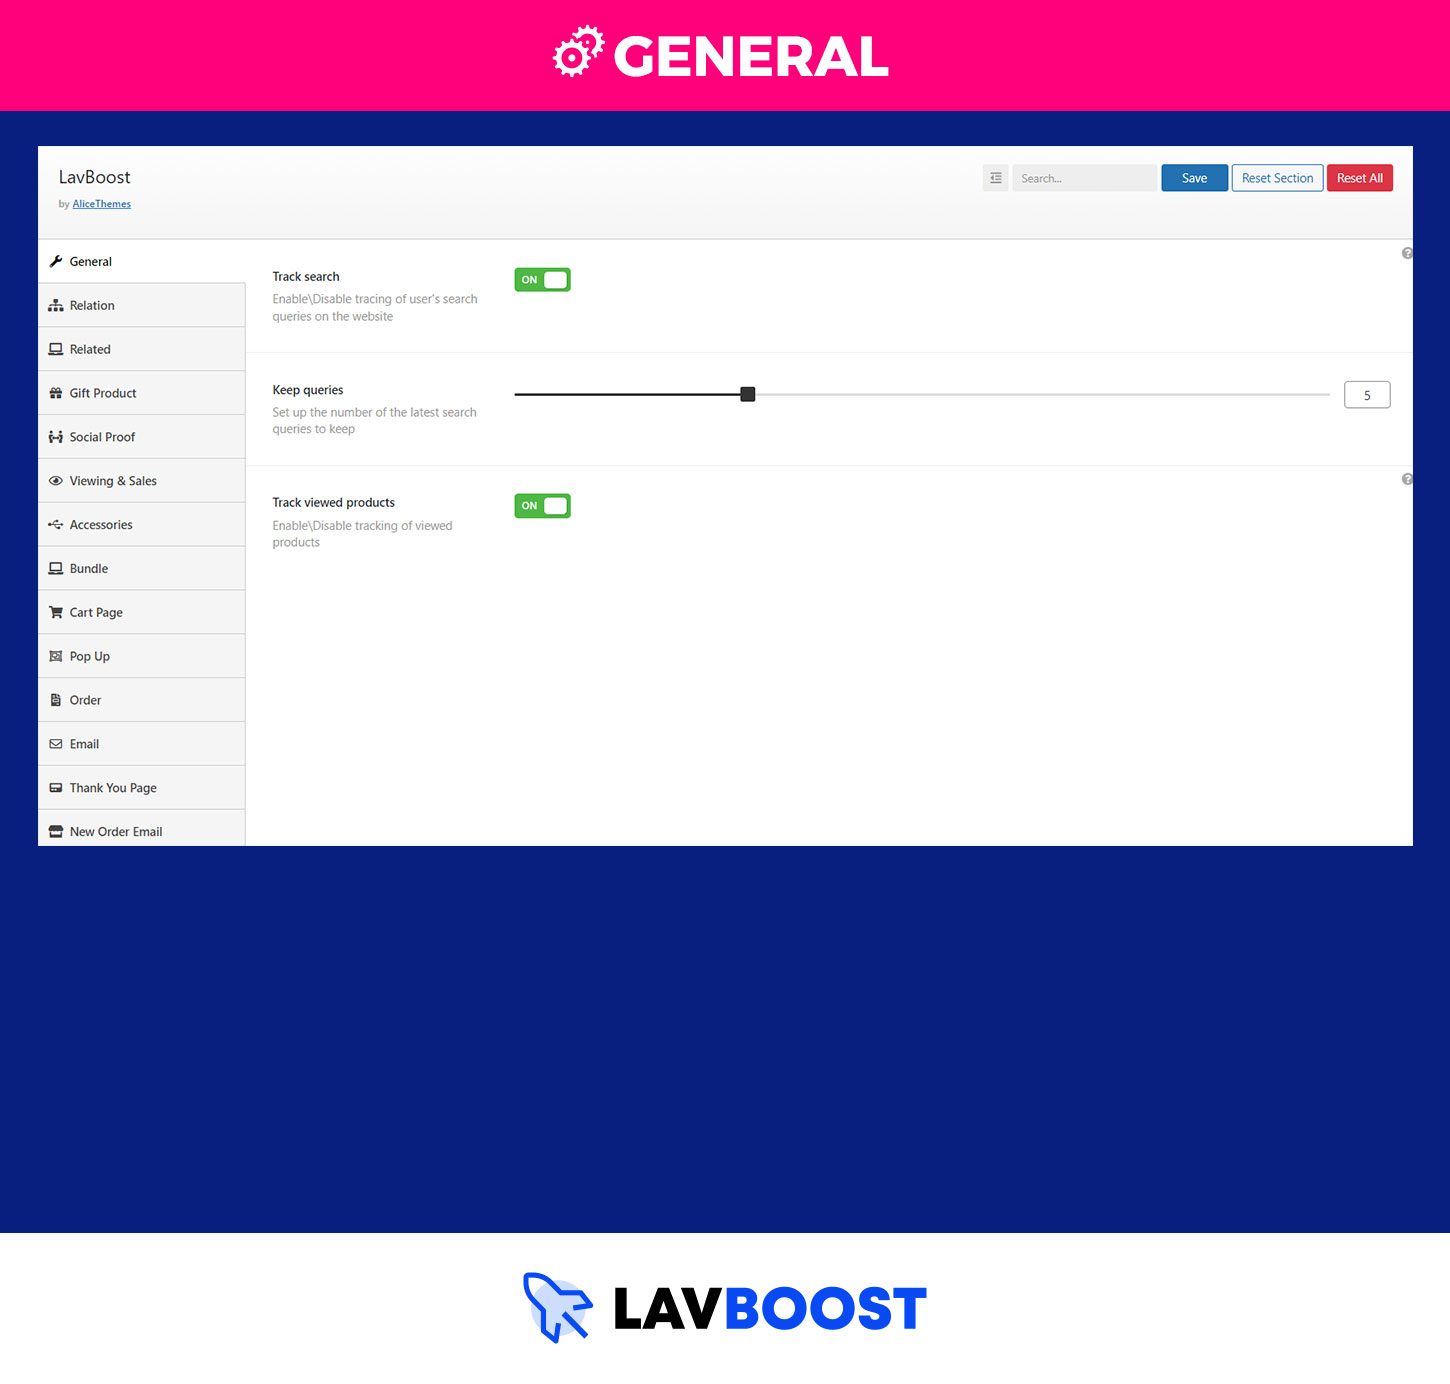 GENERAL
LavBoost
by AliceThemes
Search...
Save
Reset Section
Reset All
General
Relation
Related
Gift Product
Social Proof
Viewing & Sales
Accessories
Bundle
Cart Page
Pop Up
Order
Email
Thank You Page
New Order Email
Track search
ON
Enable\Disable tracing of user's search
queries on the website
Keep queries
5
Set up the number of the latest search
queries to keep
Track viewed products
ON
Enable\Disable tracking of viewed
products
LAVBOOST